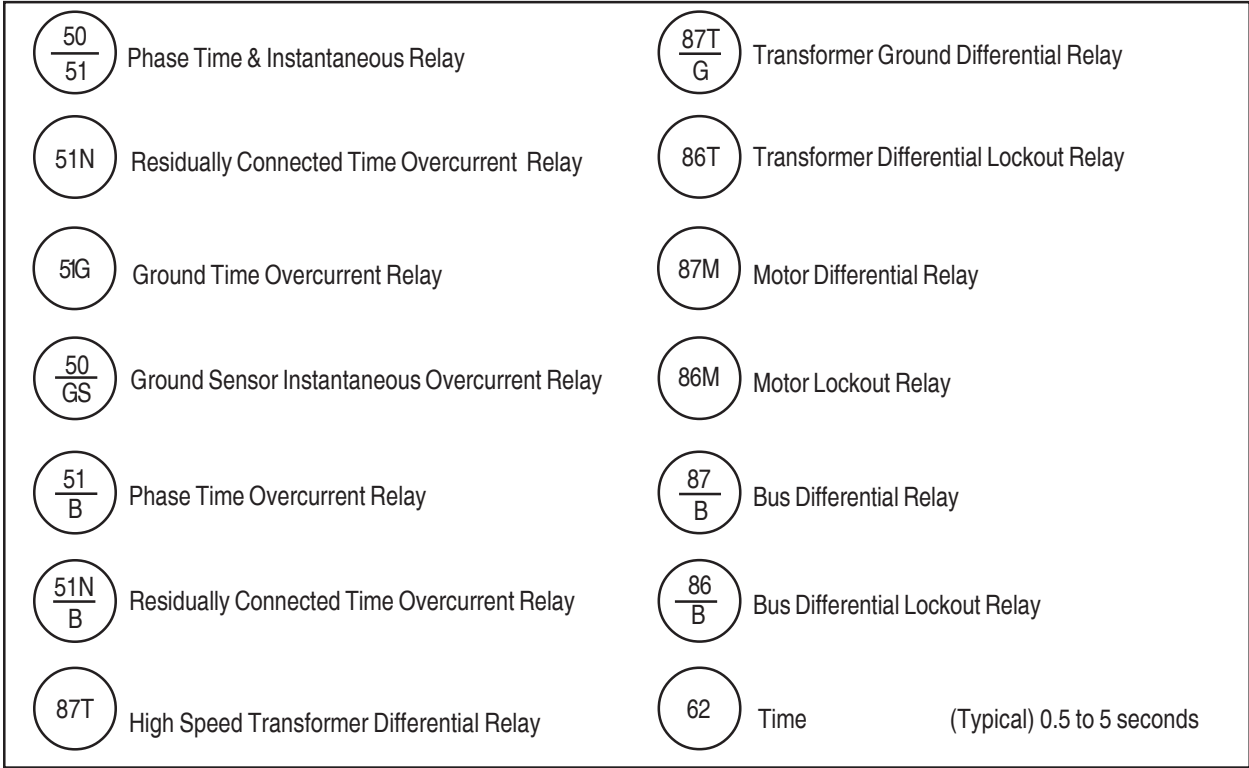 50
51
Phase Time & Instantaneous Relay
51N
Residually Connected Time Overcurrent Relay
51G
Ground Time Overcurrent Relay
50
GS
Ground Sensor Instantaneous Overcurrent Relay
51
B
Phase Time Overcurrent Relay
51N
B
Residually Connected Time Overcurrent Relay
87T
High Speed Transformer Differential Relay
87T
G
Transformer Ground Differential Relay
86T
Transformer Differential Lockout Relay
87M
Motor Differential Relay
86M
Motor Lockout Relay
87
B
Bus Differential Relay
86
B
Bus Differential Lockout Relay
62
Time (Typical) 0.5 to 5 seconds